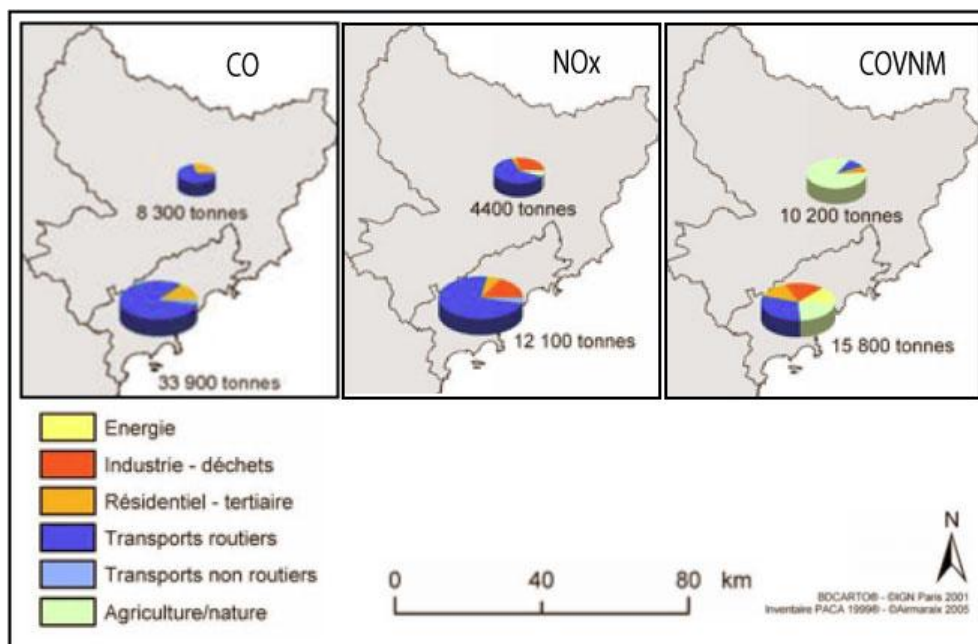 CO
8 300 tonnes
33 900 tonnes
NOx
4400 tonnes
12 100 tonnes
COVNM
10 200 tonnes
15 800 tonnes
Energie
Industrie - déchets
Résidentiel - tertiaire
Transports routiers
Transports non routiers
Agriculture/nature
0 40 80 km
N
BDCARTO® - ©IGN Paris 2001
Inventaire PACA 1999® - ©Airmaraix 2005